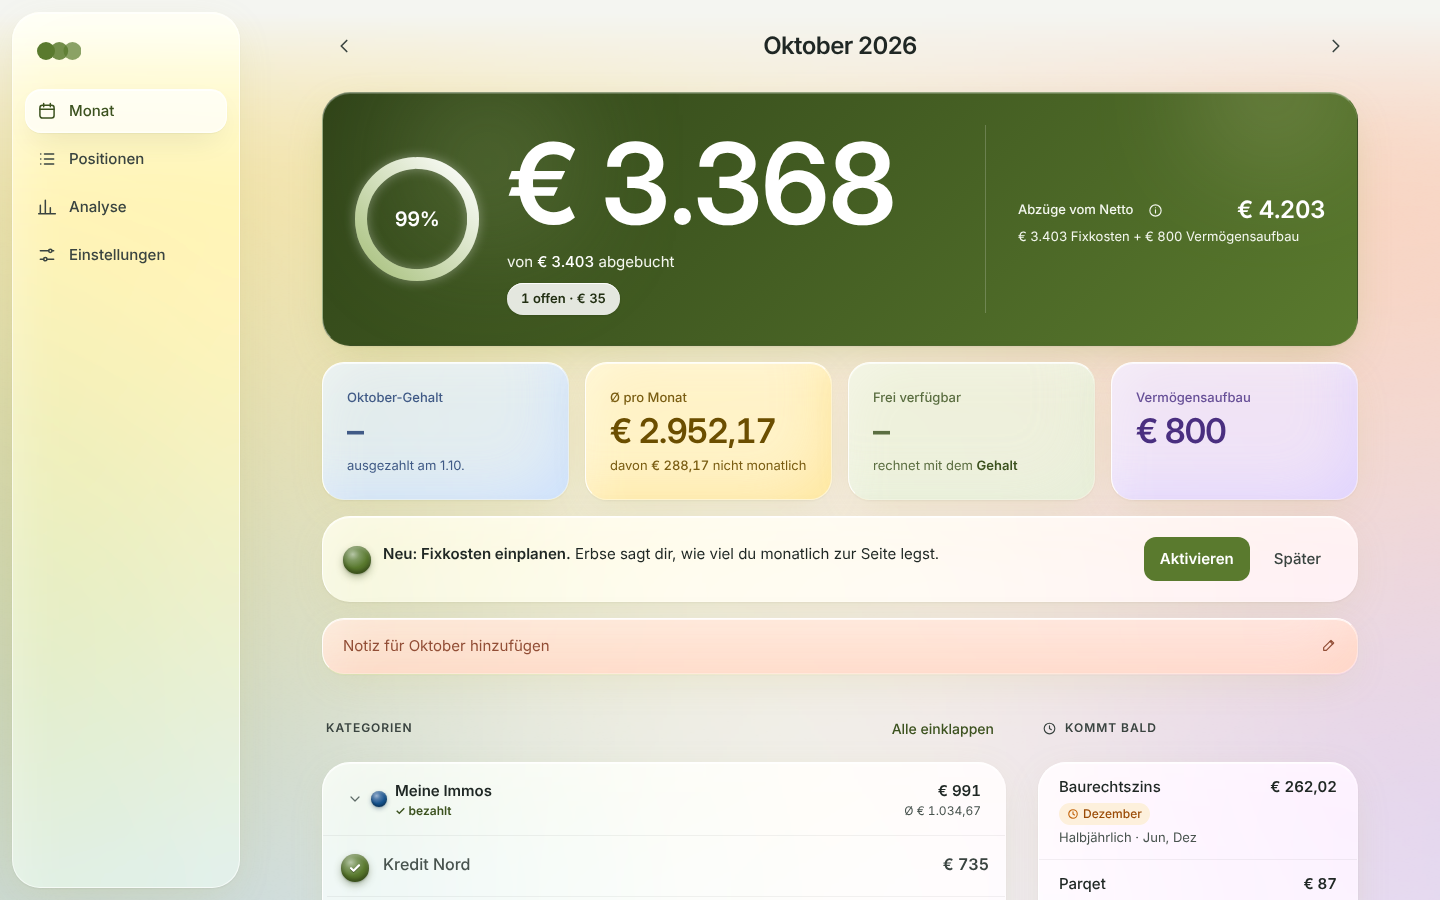 Oktober 2026
Monat
Positionen
Analyse
Einstellungen
99%
€ 3.368
von € 3.403 abgebucht
1 offen · € 35
Abzüge vom Netto
€ 4.203
€ 3.403 Fixkosten + € 800 Vermögensaufbau
Oktober-Gehalt
–
ausgezahlt am 1.10.
Ø pro Monat
€ 2.952,17
davon € 288,17 nicht monatlich
Frei verfügbar
–
rechnet mit dem Gehalt
Vermögensaufbau
€ 800
Neu: Fixkosten einplanen. Erbse sagt dir, wie viel du monatlich zur Seite legst.
Aktivieren
Später
Notiz für Oktober hinzufügen
KATEGORIEN
Alle einklappen
Meine Immos
€ 991
bezahlt
Ø € 1.034,67
Kredit Nord
€ 735
KOMMT BALD
Baurechtszins
€ 262,02
Dezember
Halbjährlich · Jun, Dez
Parqet
€ 87